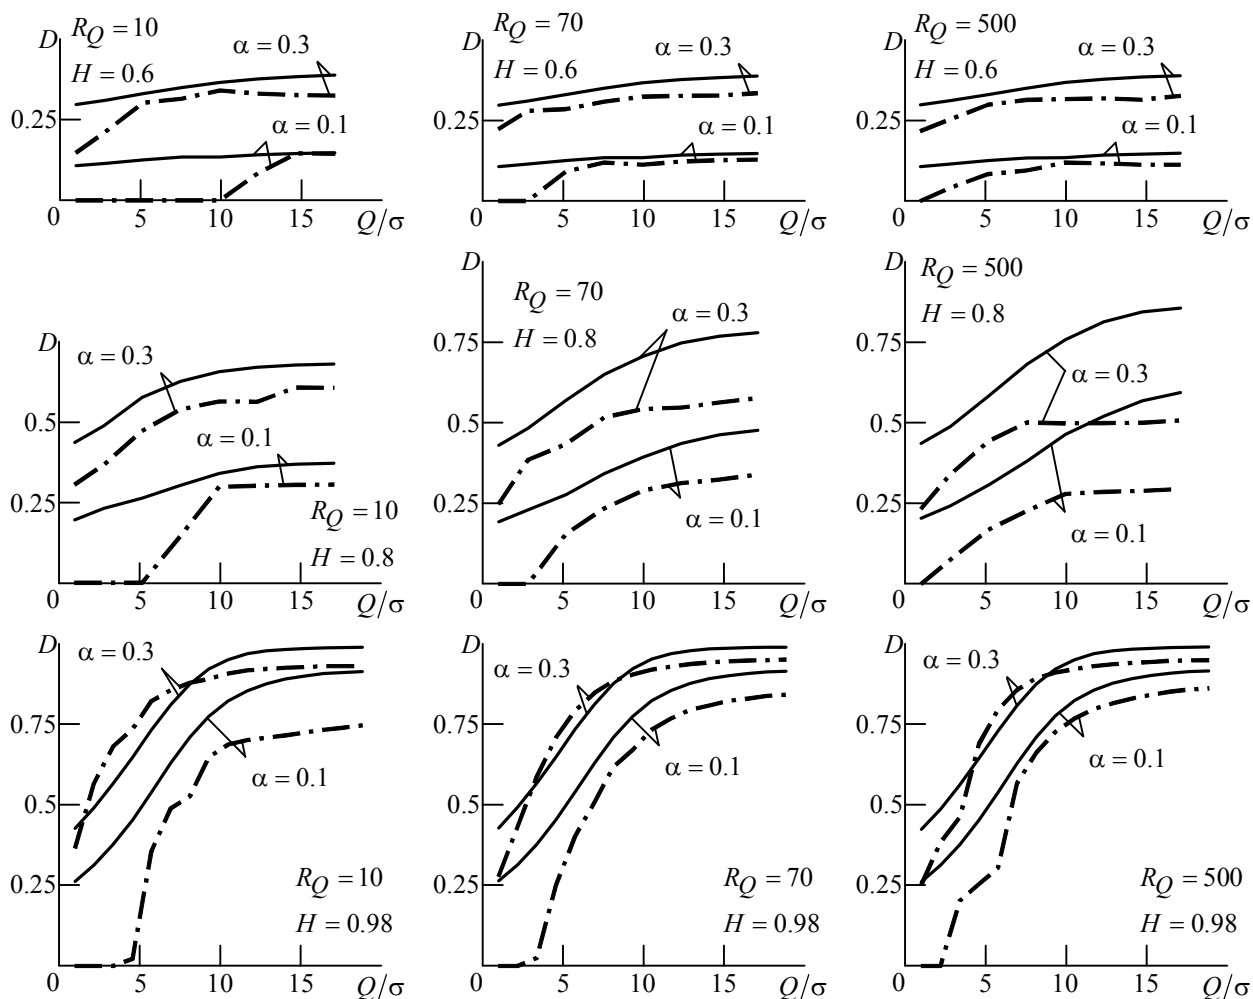 D
R_Q = 10
H = 0.6
α = 0.3
0.25
α = 0.1
0
5
10
15
Q/σ
D
R_Q = 70
H = 0.6
α = 0.3
0.25
α = 0.1
0
5
10
15
Q/σ
D
R_Q = 500
H = 0.6
α = 0.3
0.25
α = 0.1
0
5
10
15
Q/σ
D
α = 0.3
0.5
α = 0.1
0.25
R_Q = 10
H = 0.8
0
5
10
15
Q/σ
D
R_Q = 70
H = 0.8
α = 0.3
0.75
0.5
0.25
α = 0.1
0
5
10
15
Q/σ
D
R_Q = 500
H = 0.8
0.75
α = 0.3
0.5
0.25
α = 0.1
0
5
10
15
Q/σ
D
α = 0.3
0.75
α = 0.1
0.5
0.25
R_Q = 10
H = 0.98
0
5
10
15
Q/σ
D
α = 0.3
0.75
α = 0.1
0.5
0.25
R_Q = 70
H = 0.98
0
5
10
15
Q/σ
D
α = 0.3
0.75
α = 0.1
0.5
0.25
R_Q = 500
H = 0.98
0
5
10
15
Q/σ